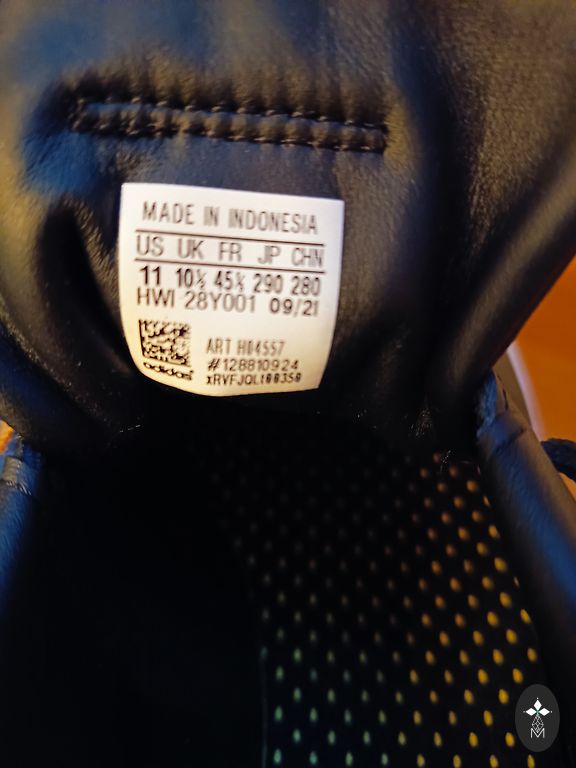 MADE IN INDONESIA
US UK FR JP CHN
11 10½ 45⅓ 290 280
HWI 28Y001 09/21
ART H04557
#128810924
adidas
M